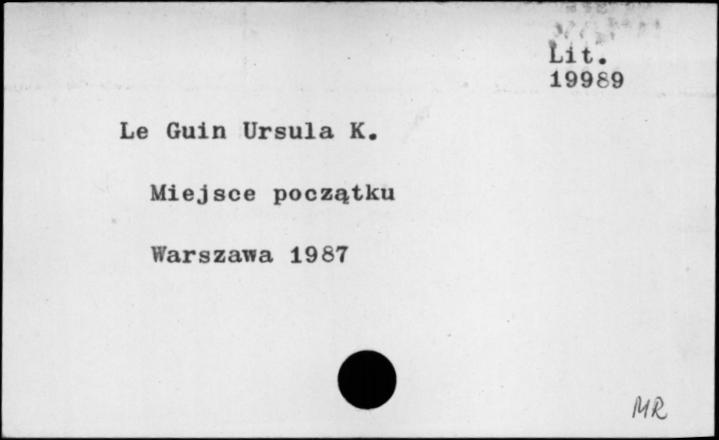 Lit.
19989
Le Guin Ursula K.
Miejsce początku
Warszawa 1987
MR